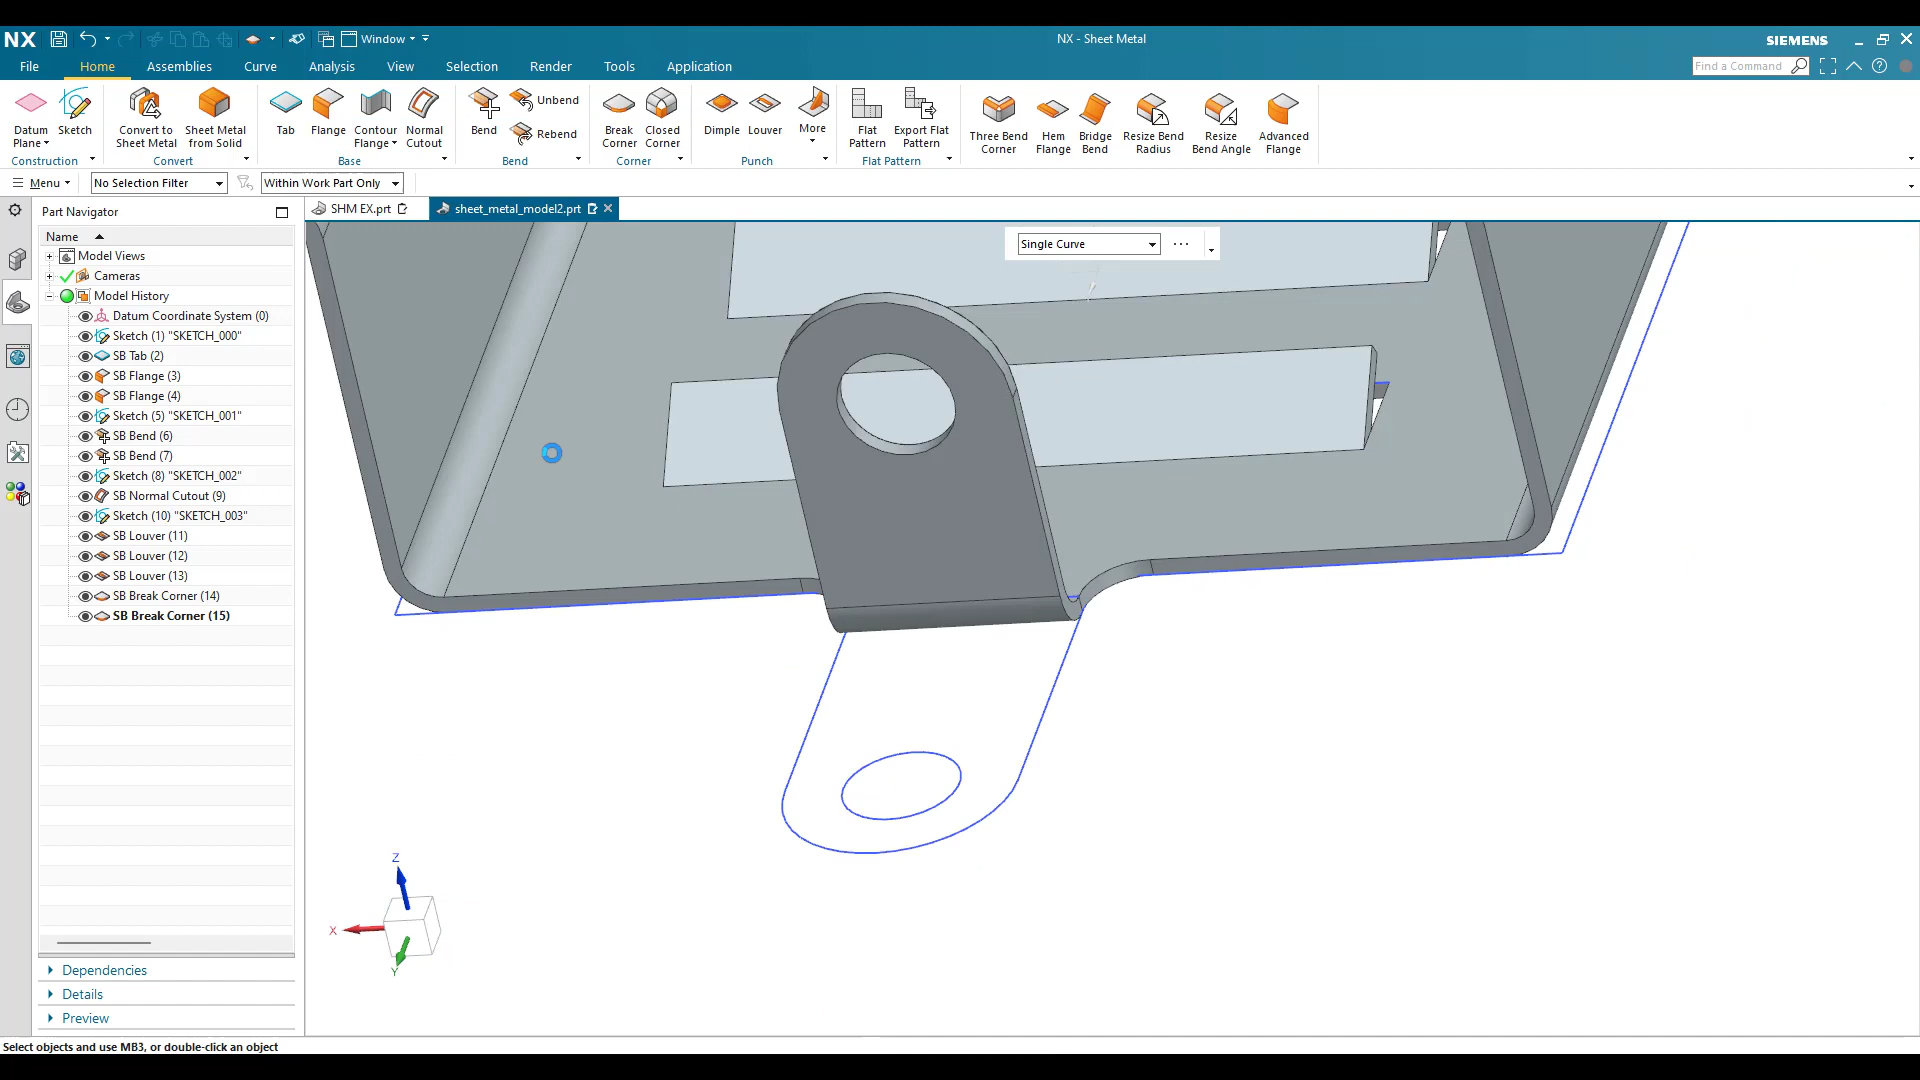 NX
Window
NX - Sheet Metal
SIEMENS
File
Home
Assemblies
Curve
Analysis
View
Selection
Render
Tools
Application
Find a Command
Datum Plane
Sketch
Convert to Sheet Metal
Sheet Metal from Solid
Tab
Flange
Contour Flange
Normal Cutout
Bend
Unbend
Rebend
Break Corner
Closed Corner
Dimple
Louver
More
Flat Pattern
Export Flat Pattern
Three Bend Corner
Hem Flange
Bridge Bend
Resize Bend Radius
Resize Bend Angle
Advanced Flange
Construction
Convert
Base
Bend
Corner
Punch
Flat Pattern
Menu
No Selection Filter
Within Work Part Only
Part Navigator
SHM EX.prt
sheet_metal_model2.prt
Name
Single Curve
Model Views
Cameras
Model History
Datum Coordinate System (0)
Sketch (1) "SKETCH_000"
SB Tab (2)
SB Flange (3)
SB Flange (4)
Sketch (5) "SKETCH_001"
SB Bend (6)
SB Bend (7)
Sketch (8) "SKETCH_002"
SB Normal Cutout (9)
Sketch (10) "SKETCH_003"
SB Louver (11)
SB Louver (12)
SB Louver (13)
SB Break Corner (14)
SB Break Corner (15)
Z
X
Y
Dependencies
Details
Preview
Select objects and use MB3, or double-click an object